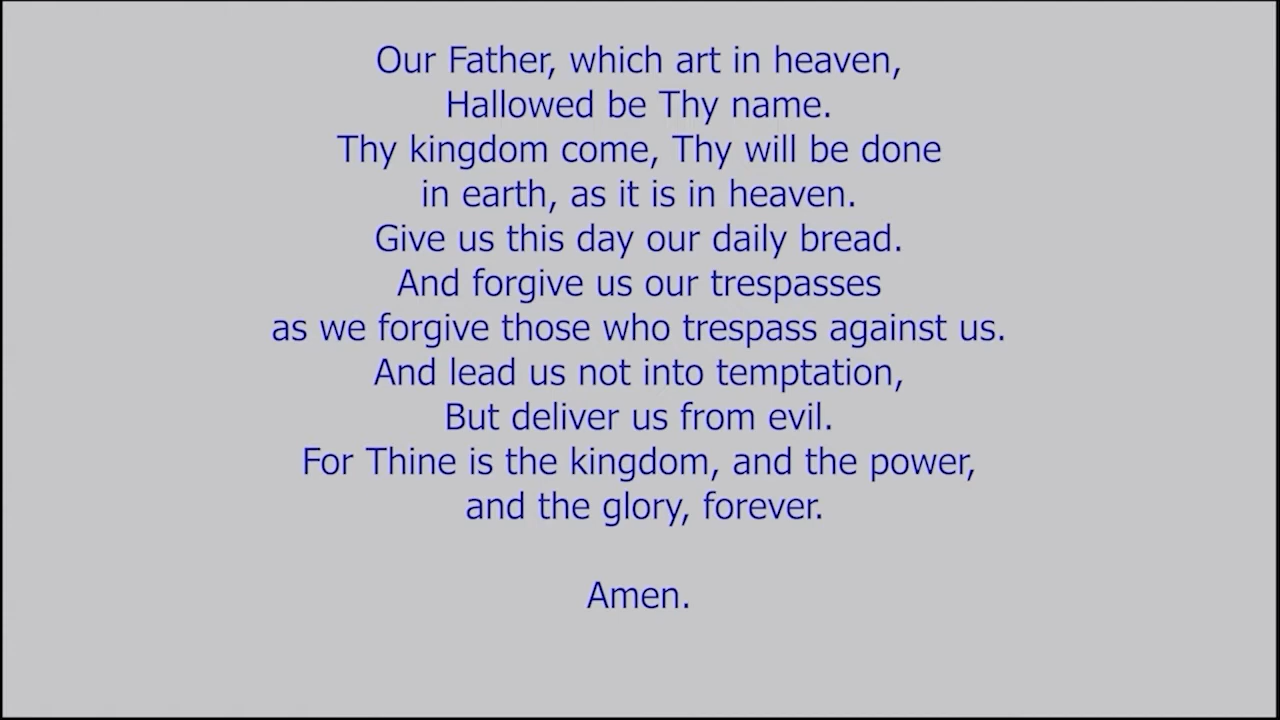 Our Father, which art in heaven,
Hallowed be Thy name.
Thy kingdom come, Thy will be done
in earth, as it is in heaven.
Give us this day our daily bread.
And forgive us our trespasses
as we forgive those who trespass against us.
And lead us not into temptation,
But deliver us from evil.
For Thine is the kingdom, and the power,
and the glory, forever.
Amen.